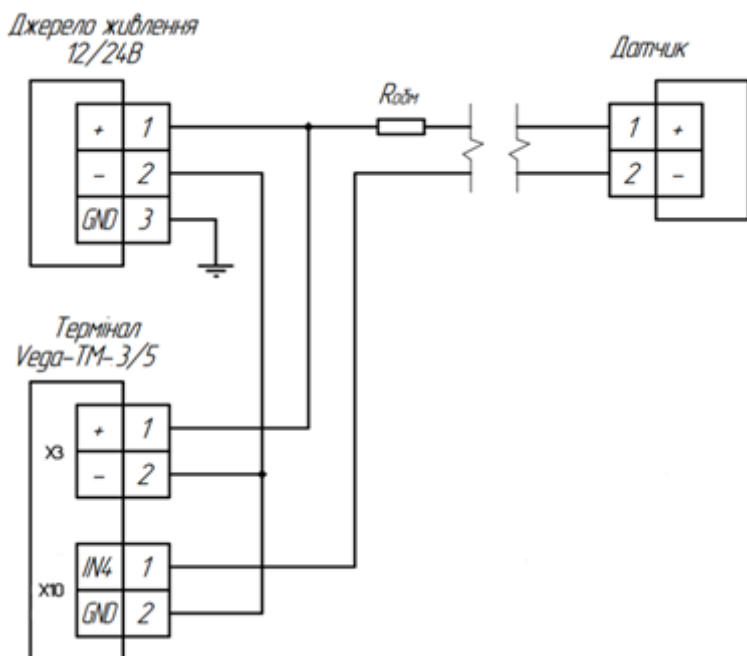 Джерело живлення
12/24В
+ 1
- 2
GND 3
Rобм
Датчик
1 +
2 -
Термінал
Vega-TM-3/5
X3
+ 1
- 2
X10
IN4 1
GND 2